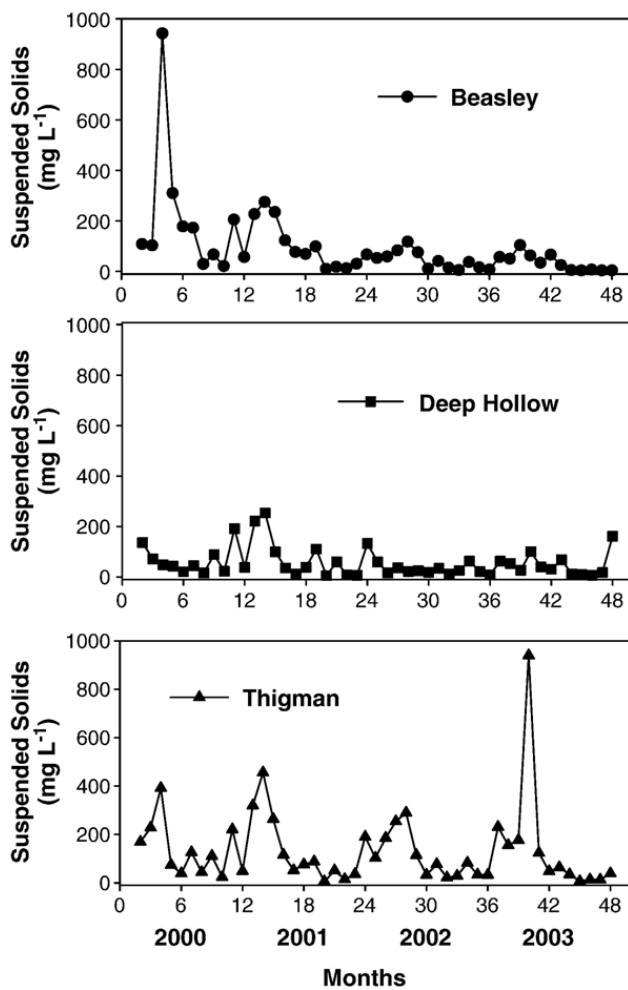 Suspended Solids
(mg L⁻¹)
1000
800
600
400
200
0
Beasley
0 6 12 18 24 30 36 42 48
Suspended Solids
(mg L⁻¹)
1000
800
600
400
200
0
Deep Hollow
0 6 12 18 24 30 36 42 48
Suspended Solids
(mg L⁻¹)
1000
800
600
400
200
0
Thigman
0 6 12 18 24 30 36 42 48
2000 2001 2002 2003
Months